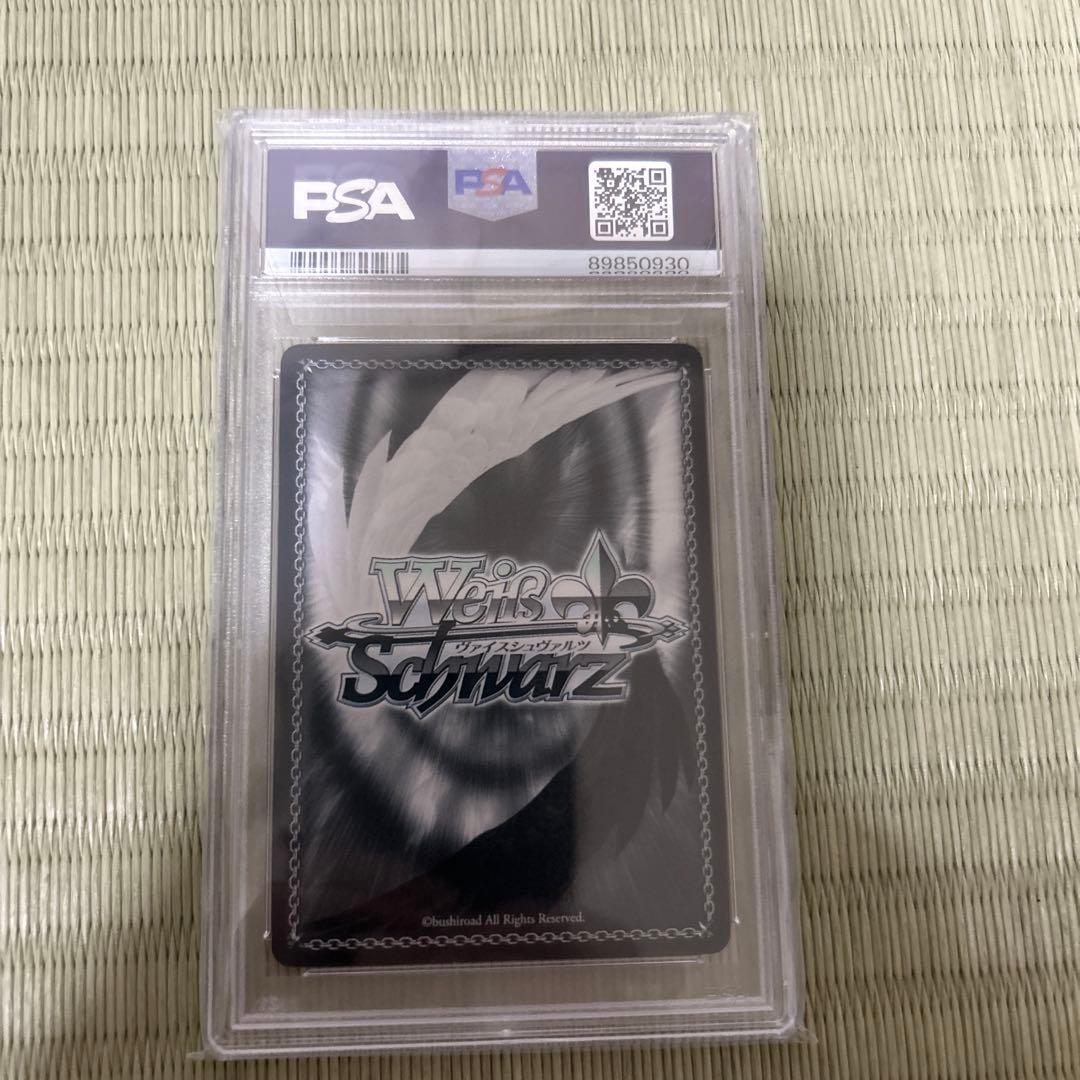 PSA
PSA
89850930
Weiß
ヴァイスシュヴァルツ
Schwarz
©bushiroad All Rights Reserved.